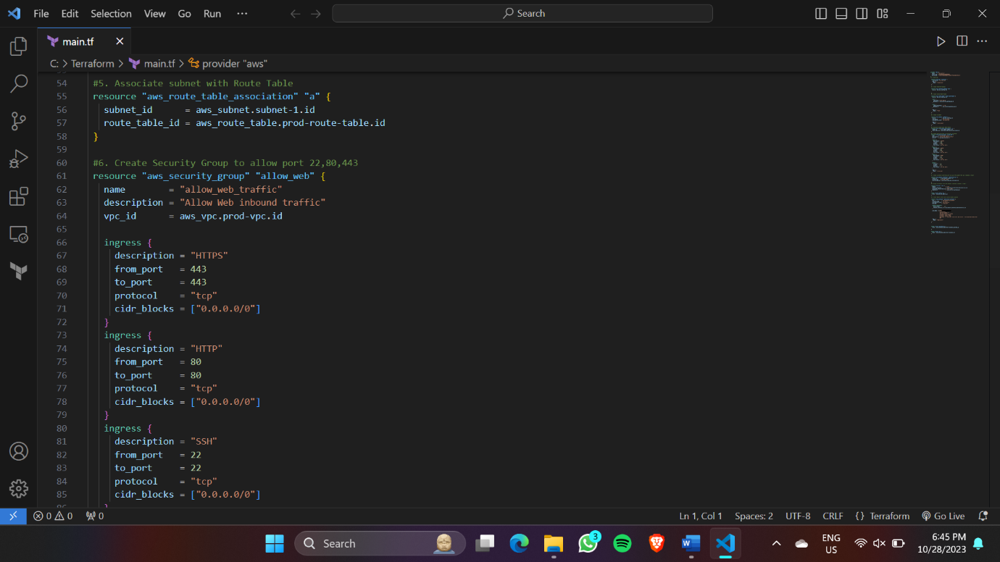 File Edit Selection View Go Run ···
Search
main.tf
C: > Terraform > main.tf > provider "aws"
54 #5. Associate subnet with Route Table
55 resource "aws_route_table_association" "a" {
56 subnet_id = aws_subnet.subnet-1.id
57 route_table_id = aws_route_table.prod-route-table.id
58 }
59
60 #6. Create Security Group to allow port 22,80,443
61 resource "aws_security_group" "allow_web" {
62 name = "allow_web_traffic"
63 description = "Allow Web inbound traffic"
64 vpc_id = aws_vpc.prod-vpc.id
65
66 ingress {
67 description = "HTTPS"
68 from_port = 443
69 to_port = 443
70 protocol = "tcp"
71 cidr_blocks = ["0.0.0.0/0"]
72 }
73 ingress {
74 description = "HTTP"
75 from_port = 80
76 to_port = 80
77 protocol = "tcp"
78 cidr_blocks = ["0.0.0.0/0"]
79 }
80 ingress {
81 description = "SSH"
82 from_port = 22
83 to_port = 22
84 protocol = "tcp"
85 cidr_blocks = ["0.0.0.0/0"]
0 0 0 Ln 1, Col 1 Spaces: 2 UTF-8 CRLF {} Terraform Go Live
Search
3
ENG
US
6:45 PM
10/28/2023